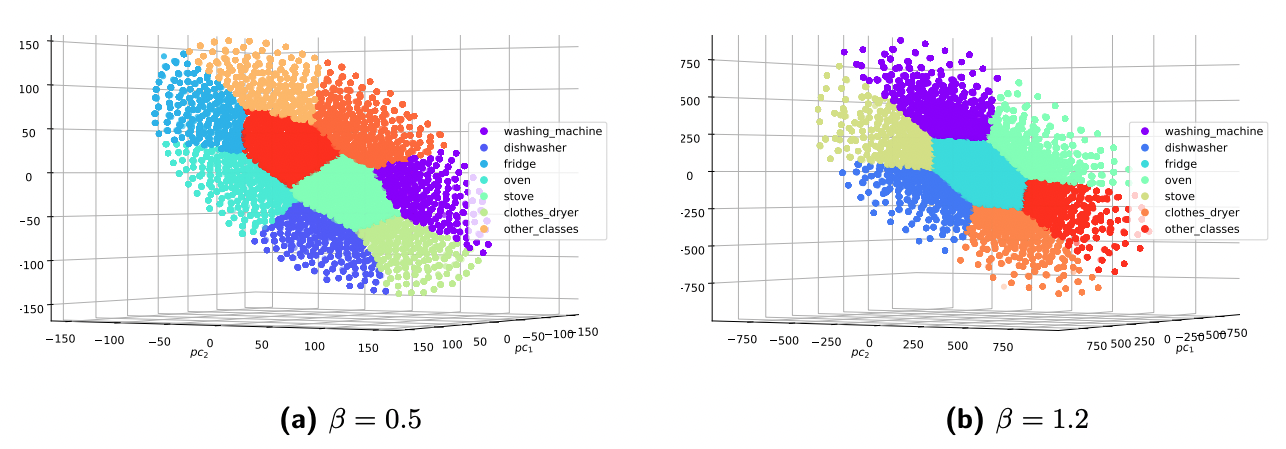 150
100
50
0
−50
-100
-150
−150
−100
−50
0
50
100
150
pc₂
150
100
50
0
−50
−100
−150
pc₁
washing_machine
dishwasher
fridge
oven
stove
clothes_dryer
other_classes
(a) β = 0.5
750
500
250
0
-250
-500
-750
−750
−500
−250
0
250
500
750
pc₂
750
500
250
0
−250
−500
−750
pc₁
washing_machine
dishwasher
fridge
oven
stove
clothes_dryer
other_classes
(b) β = 1.2